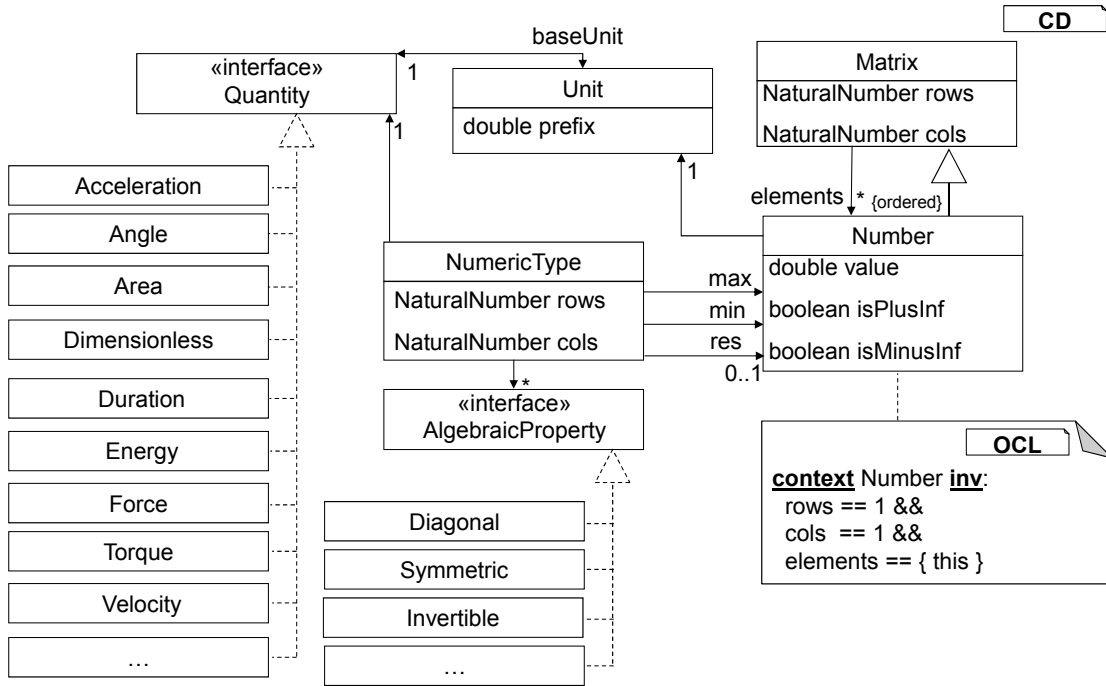 CD
baseUnit
1
«interface»
Quantity
1
Unit
double prefix
1
Matrix
NaturalNumber rows
NaturalNumber cols
elements * {ordered}
Number
double value
boolean isPlusInf
boolean isMinusInf
NumericType
NaturalNumber rows
NaturalNumber cols
max
min
res
0..1
*
«interface»
AlgebraicProperty
Acceleration
Angle
Area
Dimensionless
Duration
Energy
Force
Torque
Velocity
...
Diagonal
Symmetric
Invertible
...
OCL
context Number inv:
rows == 1 &&
cols == 1 &&
elements == { this }